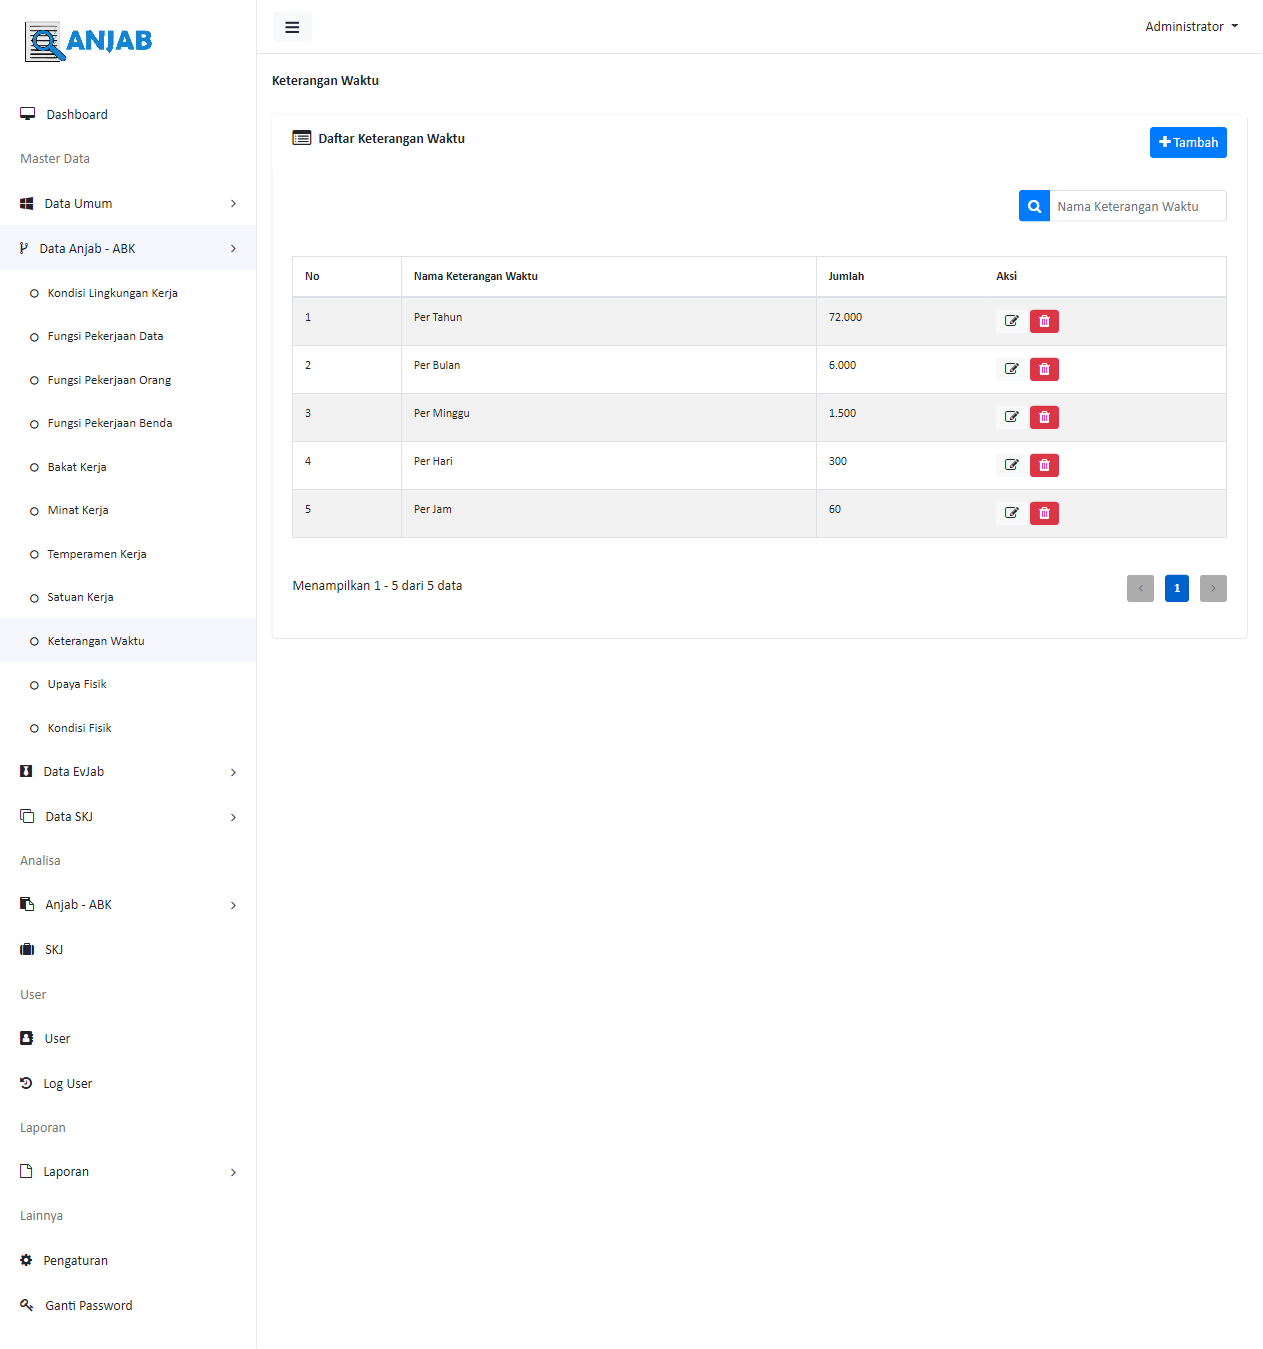 ANJAB
Administrator
Keterangan Waktu
Dashboard
Master Data
Data Umum
Data Anjab - ABK
Kondisi Lingkungan Kerja
Fungsi Pekerjaan Data
Fungsi Pekerjaan Orang
Fungsi Pekerjaan Benda
Bakat Kerja
Minat Kerja
Temperamen Kerja
Satuan Kerja
Keterangan Waktu
Upaya Fisik
Kondisi Fisik
Data EvJab
Data SKJ
Analisa
Anjab - ABK
SKJ
User
User
Log User
Laporan
Laporan
Lainnya
Pengaturan
Ganti Password
Daftar Keterangan Waktu
Tambah
Nama Keterangan Waktu
No Nama Keterangan Waktu Jumlah Aksi
1 Per Tahun 72.000
2 Per Bulan 6.000
3 Per Minggu 1.500
4 Per Hari 300
5 Per Jam 60
Menampilkan 1 - 5 dari 5 data
‹ 1 ›